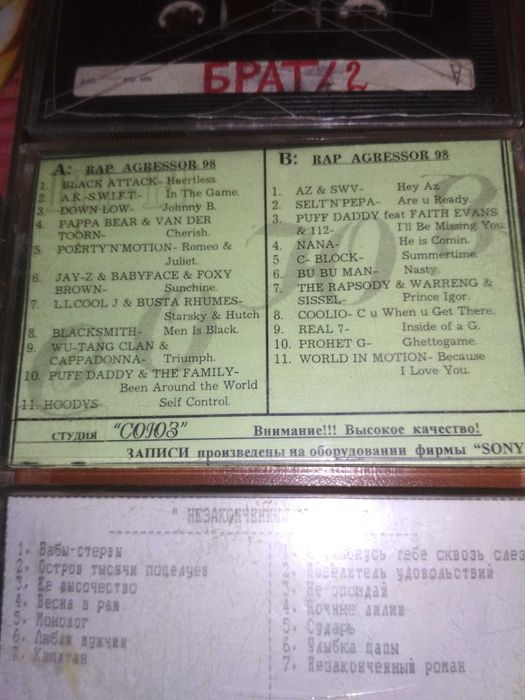 БРАТ/2
A
A: RAP AGRESSOR 98
1. BLACK ATTACK- Haertless.
2. A.K.-S.W.I.F.T.- In The Game.
3. DOWN LOW- Johnny B.
4. PAPPA BEAR & VAN DER
TOORN- Cherish.
5. POERTY'N'MOTION- Romeo &
Juliet.
6. JAY-Z & BABYFACE & FOXY
BROWN- Sunchine.
7. L.L.COOL J & BUSTA RHUMES-
Starsky & Hutch
8. BLACKSMITH- Men Is Black.
9. WU-TANG CLAN &
CAPPADONNA- Triumph.
10. PUFF DADDY & THE FAMILY-
Been Around the World
11. HOODYS- Self Control.
B: RAP AGRESSOR 98
1. AZ & SWV- Hey Az.
2. SELT'N'PEPA- Are u Ready.
3. PUFF DADDY feat FAITH EVANS
& 112- I'll Be Missing You
4. NANA- He is Comin.
5 C- BLOCK- Summertime.
6. BU BU MAN- Nasty.
7. THE RAPSODY & WARRENG &
SISSEL- Prince Igor.
8. COOLIO- C u When u Get There.
9. REAL 7- Inside of a G.
10. PROHET G- Ghettogame.
11. WORLD IN MOTION- Because
I Love You.
СТУДИЯ "СОЮЗ" Внимание!!! Высокое качество!
ЗАПИСИ произведены на оборудовании фирмы "SONY
" НЕЗАКОНЧЕННЫЙ
1. Бабы-стервы
2. Остров тысячи поцелуев
3. Ее высочество
4. Весна в рая
5. Монолог
6. Любли мужчин
7. Капитан
1. улыбнусь тебе сквозь слез
2. Повелитель удовольствий
3. Не опоздай
4. Ночные лилии
5. Сударь
6. Улыбка папы
7. Незаконченный роман